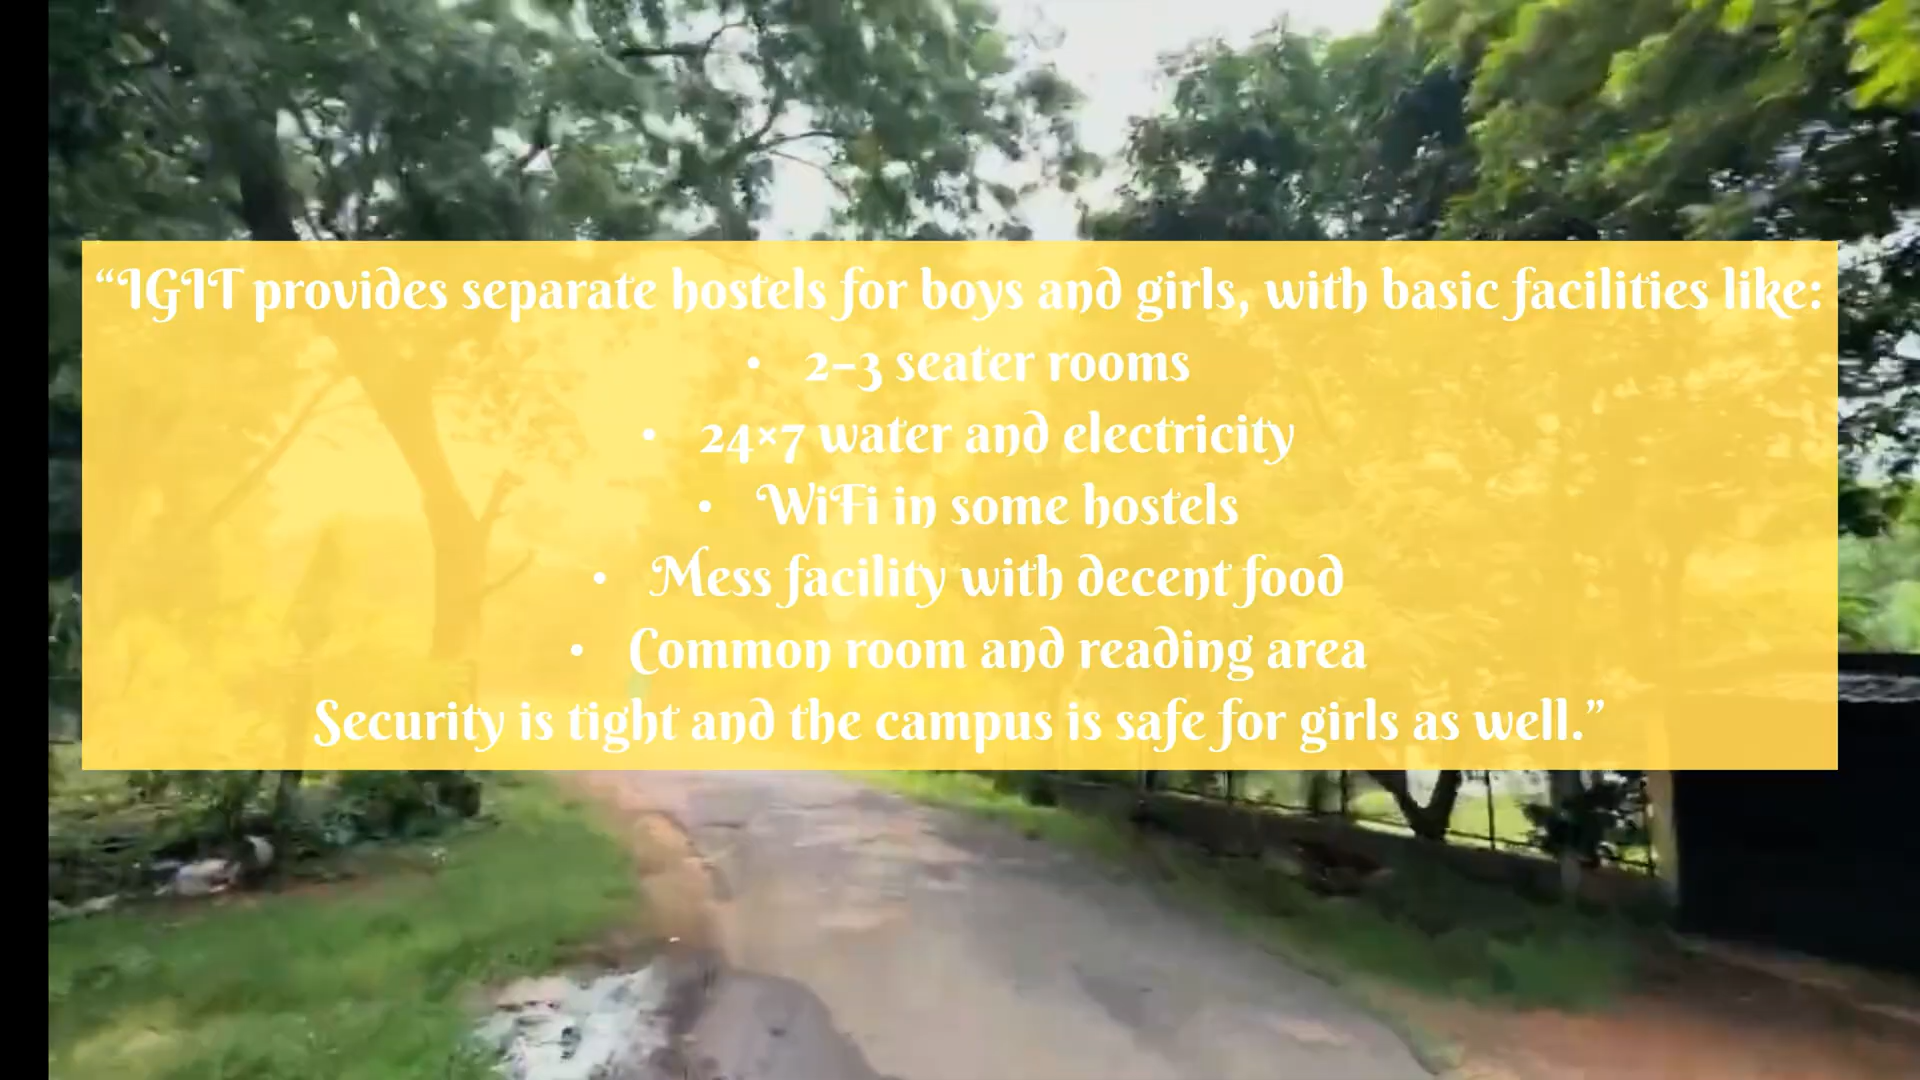 “IGIT provides separate hostels for boys and girls, with basic facilities like:
• 2–3 seater rooms
• 24×7 water and electricity
• WiFi in some hostels
• Mess facility with decent food
• Common room and reading area
Security is tight and the campus is safe for girls as well.”